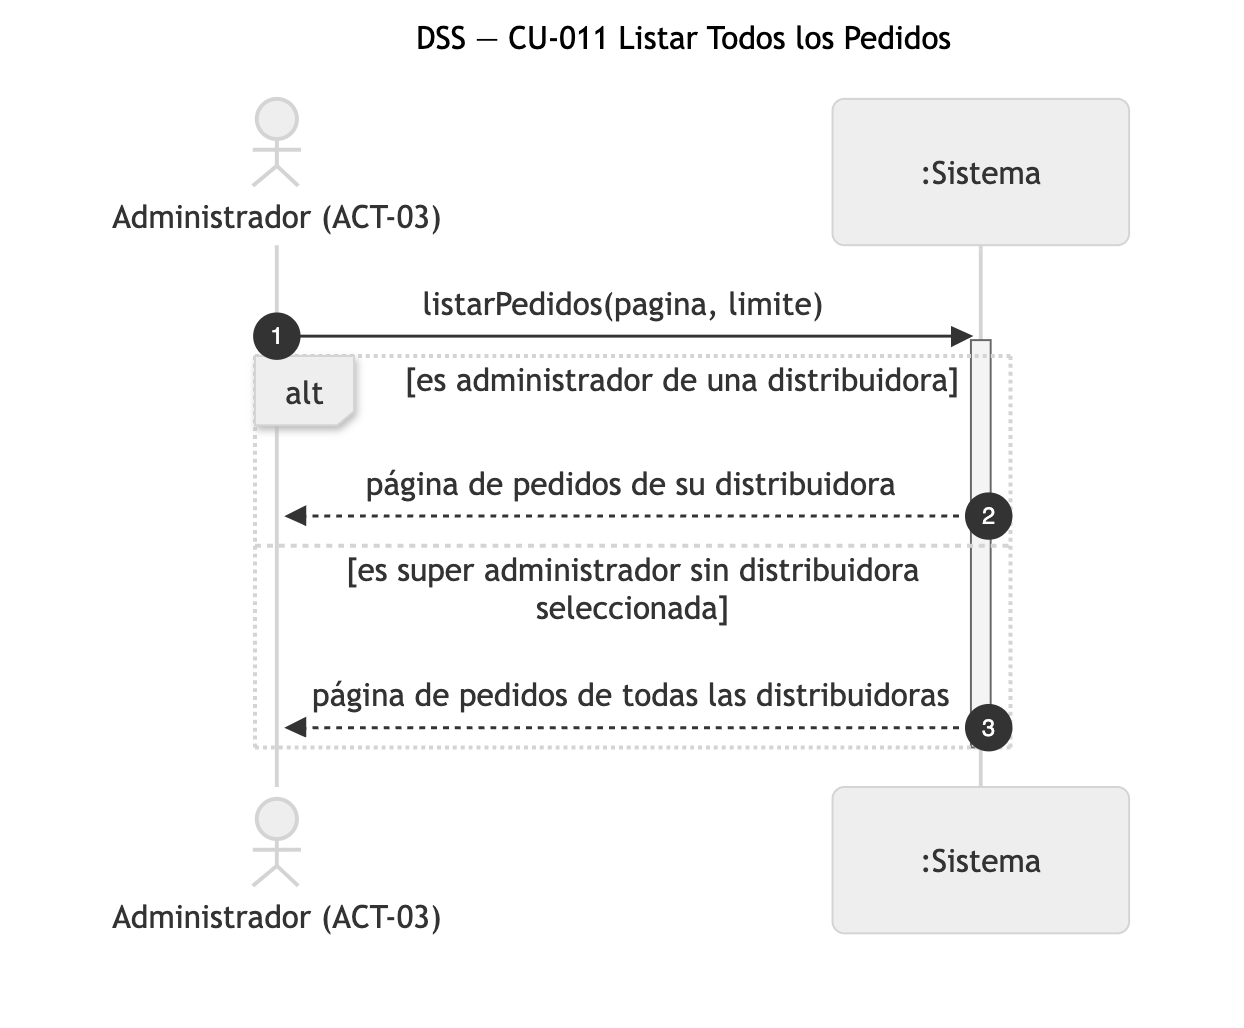 DSS — CU-011 Listar Todos los Pedidos
Administrador (ACT-03)
:Sistema
listarPedidos(pagina, limite)
1
alt
[es administrador de una distribuidora]
página de pedidos de su distribuidora
2
[es super administrador sin distribuidora
seleccionada]
página de pedidos de todas las distribuidoras
3
Administrador (ACT-03)
:Sistema